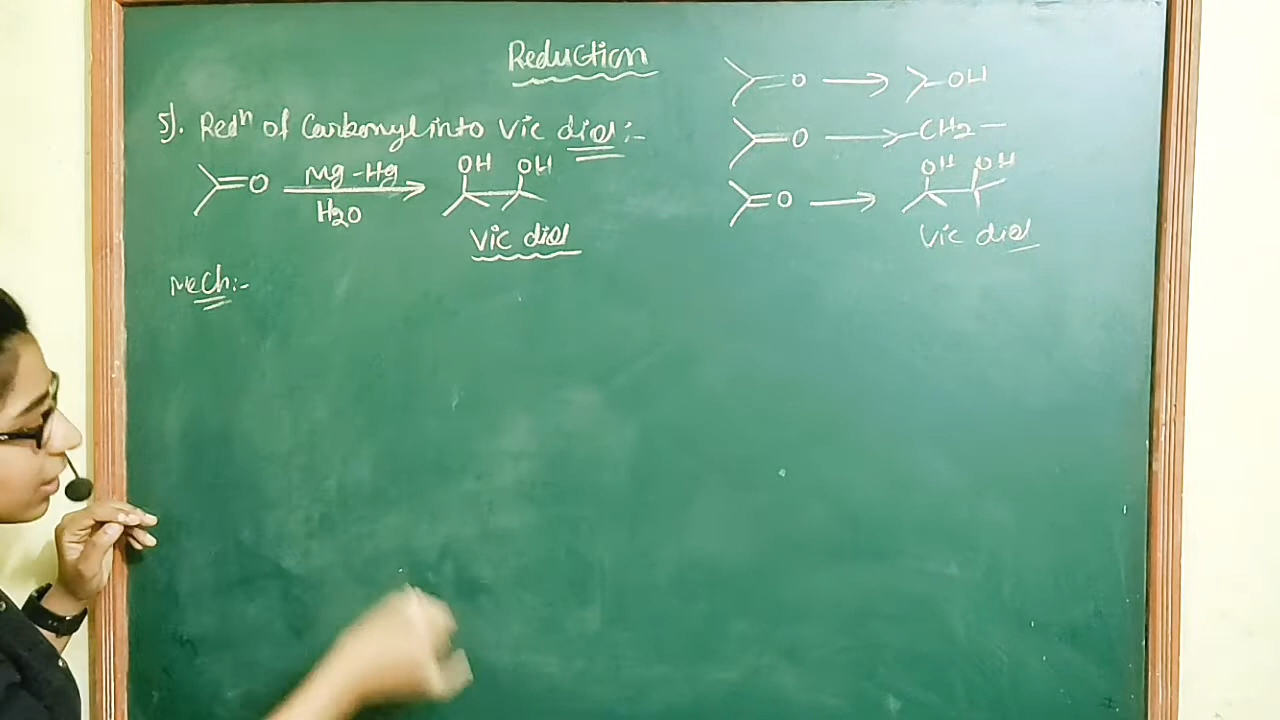 Reduction
5). Redⁿ of Carbonyl into Vic diol :-
=O Mg-Hg OH OH
H2O
Vic diol
Mech:-
=O → -OH
=O → CH2-
=O → OH OH
Vic diol